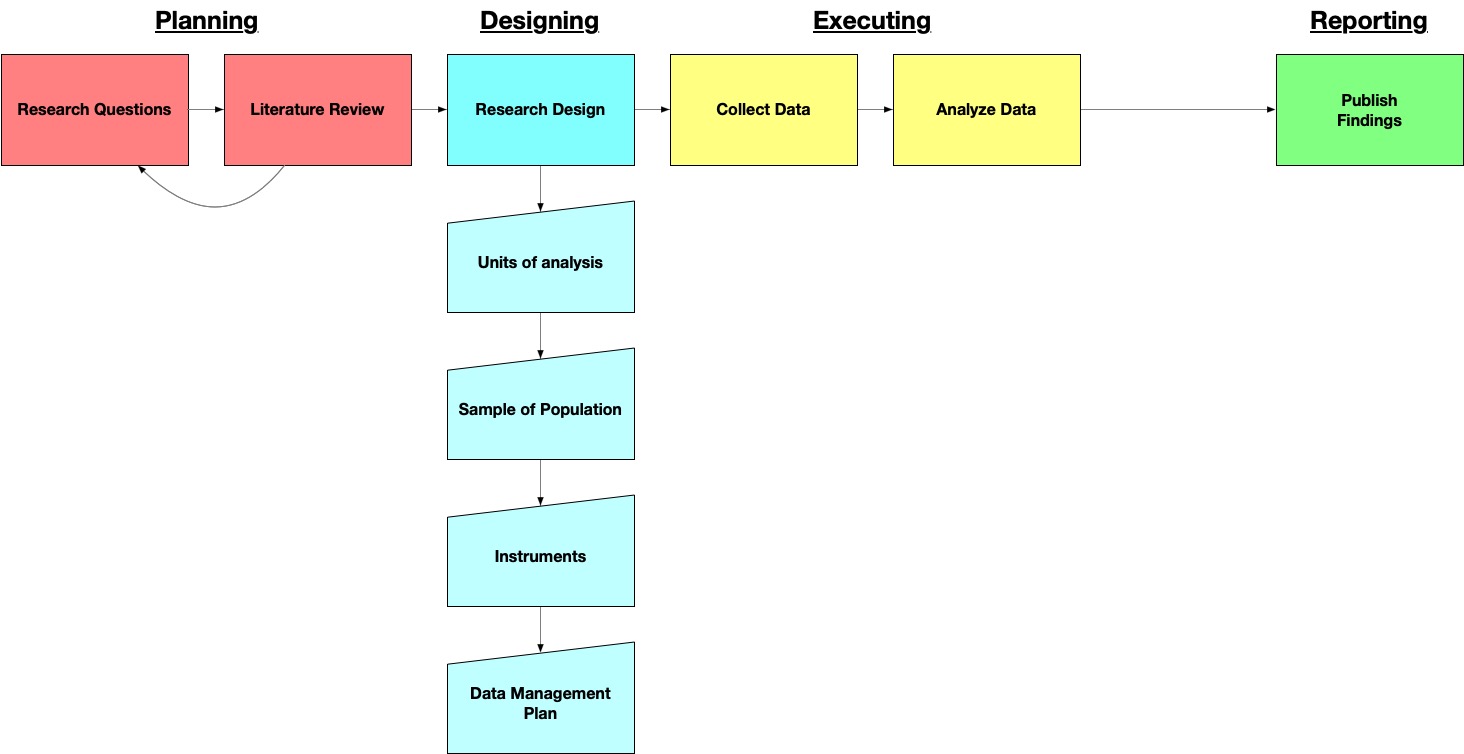 Planning
Designing
Executing
Reporting
Research Questions
Literature Review
Research Design
Collect Data
Analyze Data
Publish
Findings
Units of analysis
Sample of Population
Instruments
Data Management
Plan